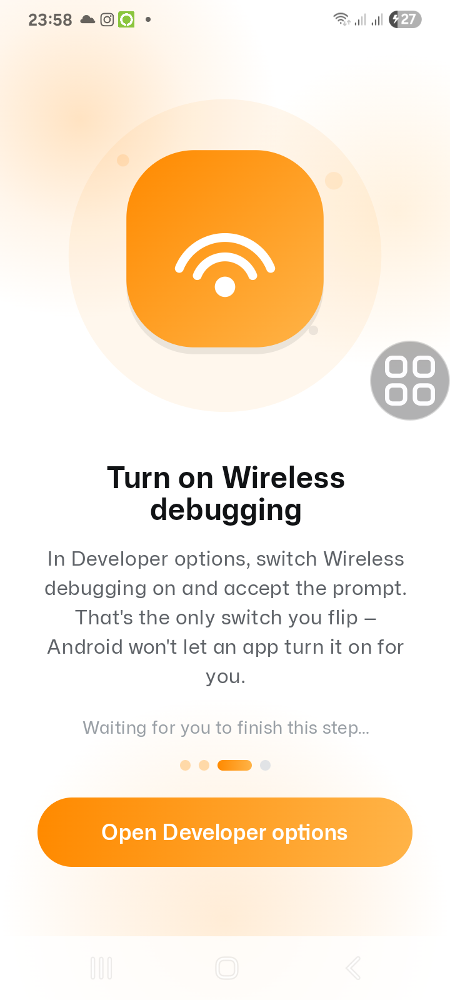 23:58
27
Turn on Wireless
debugging
In Developer options, switch Wireless
debugging on and accept the prompt.
That's the only switch you flip —
Android won't let an app turn it on for
you.
Waiting for you to finish this step...
Open Developer options